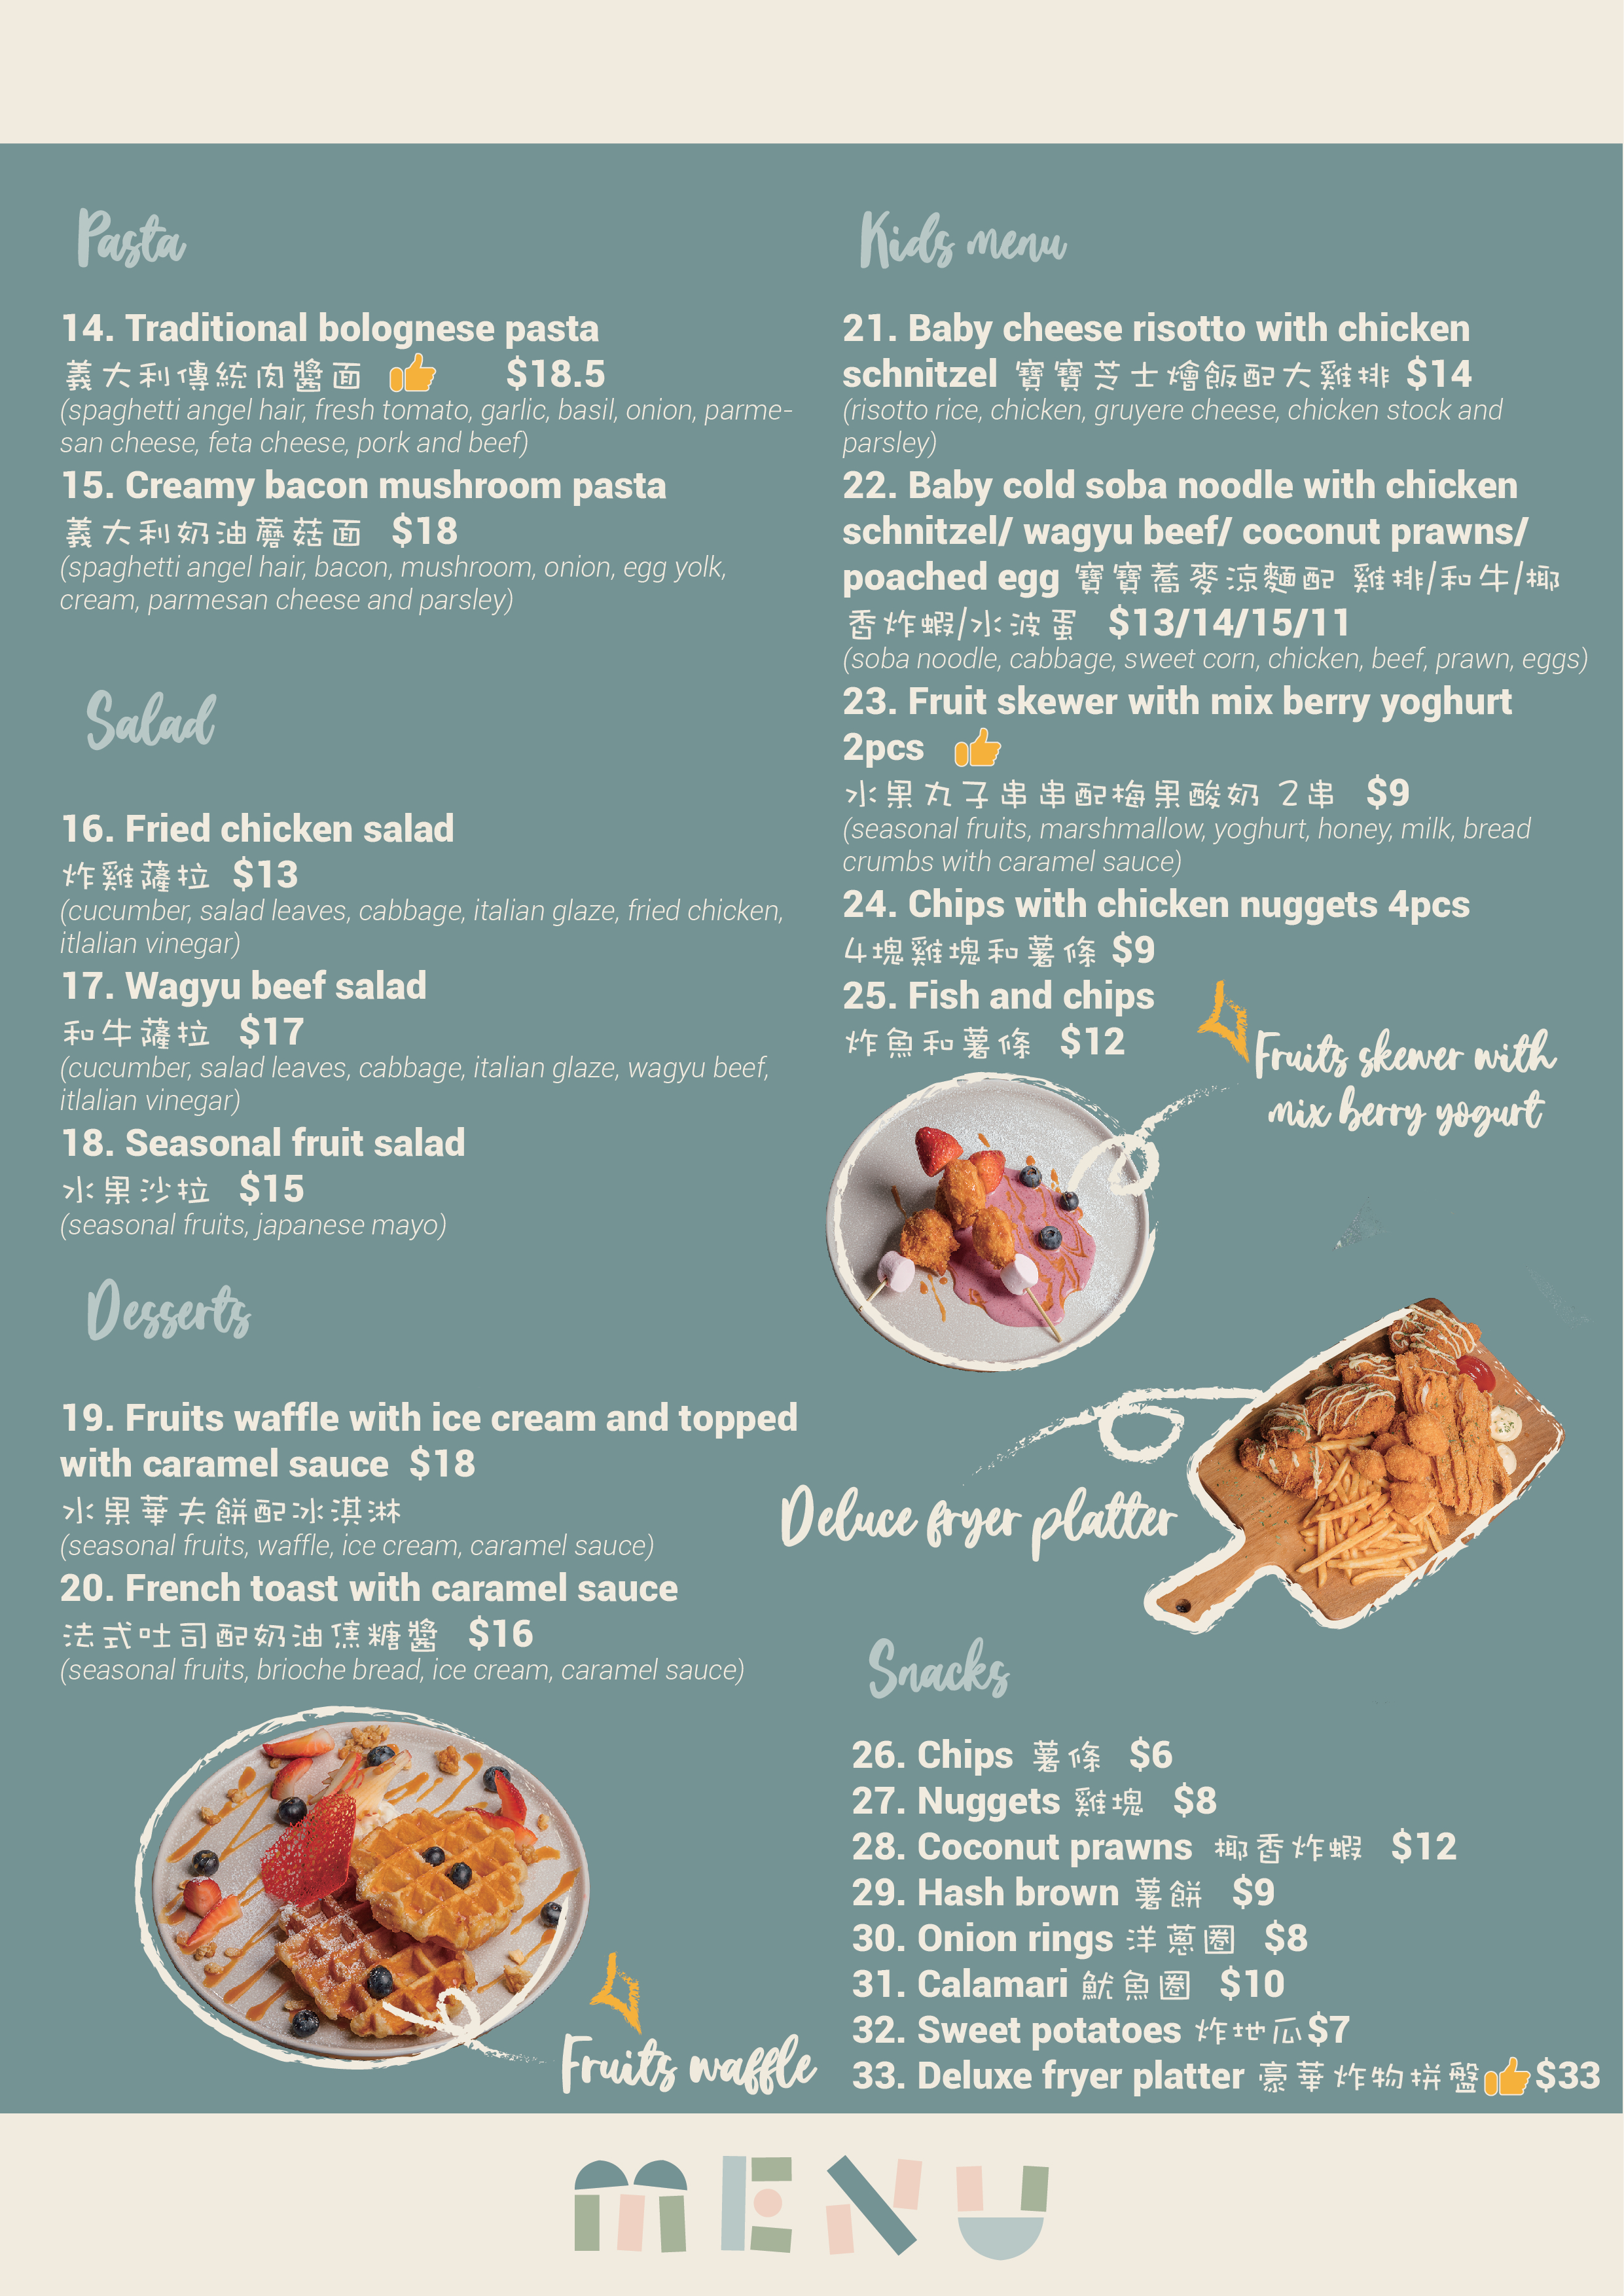 Pasta
14. Traditional bolognese pasta
義大利傳統肉醬面 $18.5
(spaghetti angel hair, fresh tomato, garlic, basil, onion, parme-
san cheese, feta cheese, pork and beef)
15. Creamy bacon mushroom pasta
義大利奶油蘑菇面 $18
(spaghetti angel hair, bacon, mushroom, onion, egg yolk,
cream, parmesan cheese and parsley)
Salad
16. Fried chicken salad
炸雞薩拉 $13
(cucumber, salad leaves, cabbage, italian glaze, fried chicken,
itlalian vinegar)
17. Wagyu beef salad
和牛薩拉 $17
(cucumber, salad leaves, cabbage, italian glaze, wagyu beef,
itlalian vinegar)
18. Seasonal fruit salad
水果沙拉 $15
(seasonal fruits, japanese mayo)
Desserts
19. Fruits waffle with ice cream and topped
with caramel sauce $18
水果華夫餅配冰淇淋
(seasonal fruits, waffle, ice cream, caramel sauce)
20. French toast with caramel sauce
法式吐司配奶油焦糖醬 $16
(seasonal fruits, brioche bread, ice cream, caramel sauce)
Fruits waffle
Kids menu
21. Baby cheese risotto with chicken
schnitzel 寶寶芝士燴飯配大雞排 $14
(risotto rice, chicken, gruyere cheese, chicken stock and
parsley)
22. Baby cold soba noodle with chicken
schnitzel/ wagyu beef/ coconut prawns/
poached egg 寶寶蕎麥涼麵配 雞排/和牛/椰
香炸蝦/水波蛋 $13/14/15/11
(soba noodle, cabbage, sweet corn, chicken, beef, prawn, eggs)
23. Fruit skewer with mix berry yoghurt
2pcs
水果丸子串串配梅果酸奶 2串 $9
(seasonal fruits, marshmallow, yoghurt, honey, milk, bread
crumbs with caramel sauce)
24. Chips with chicken nuggets 4pcs
4塊雞塊和薯條 $9
25. Fish and chips
炸魚和薯條 $12
Fruits skewer with
mix berry yogurt
Deluce fryer platter
Snacks
26. Chips 薯條 $6
27. Nuggets 雞塊 $8
28. Coconut prawns 椰香炸蝦 $12
29. Hash brown 薯餅 $9
30. Onion rings 洋蔥圈 $8
31. Calamari 魷魚圈 $10
32. Sweet potatoes 炸地瓜 $7
33. Deluxe fryer platter 豪華炸物拼盤 $33
MENU